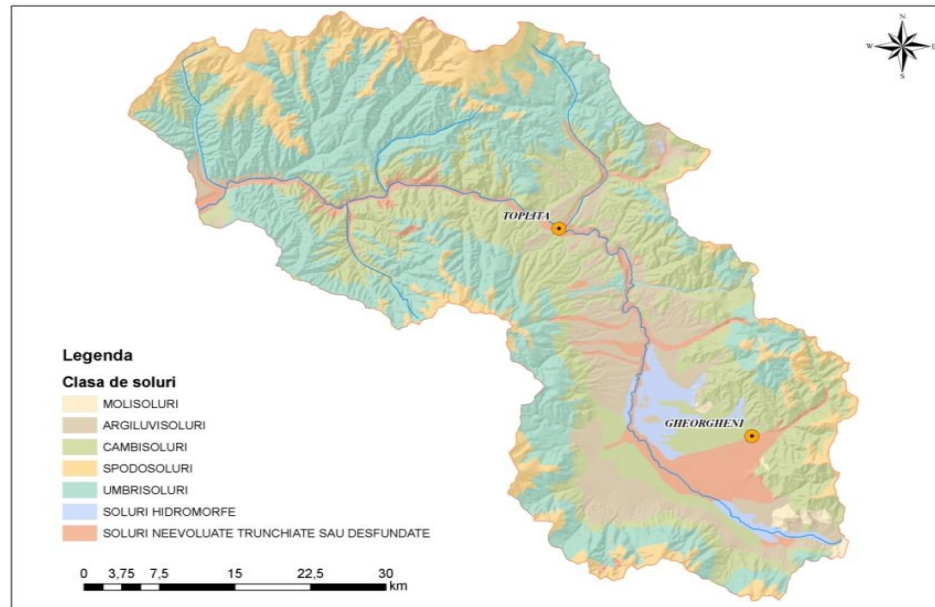 N
W
E
S
TOPLITA
GHEORGHENI
Legenda
Clasa de soluri
MOLISOLURI
ARGILUVISOLURI
CAMBISOLURI
SPODOSOLURI
UMBRISOLURI
SOLURI HIDROMORFE
SOLURI NEEVOLUATE TRUNCHIATE SAU DESFUNDATE
0 3,75 7,5 15 22,5 30
km